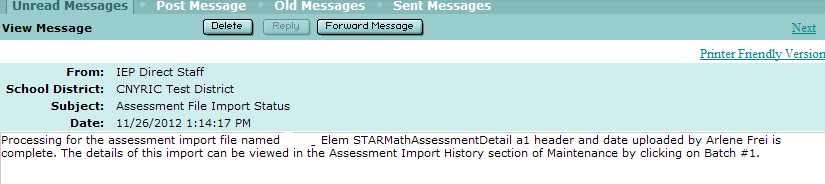 Unread Messages • Post Message • Old Messages • Sent Messages
View Message Delete Reply Forward Message Next
Printer Friendly Version
From: IEP Direct Staff
School District: CNYRIC Test District
Subject: Assessment File Import Status
Date: 11/26/2012 1:14:17 PM
Processing for the assessment import file named _ Elem STARMathAssessmentDetail a1 header and date uploaded by Arlene Frei is
complete. The details of this import can be viewed in the Assessment Import History section of Maintenance by clicking on Batch #1.